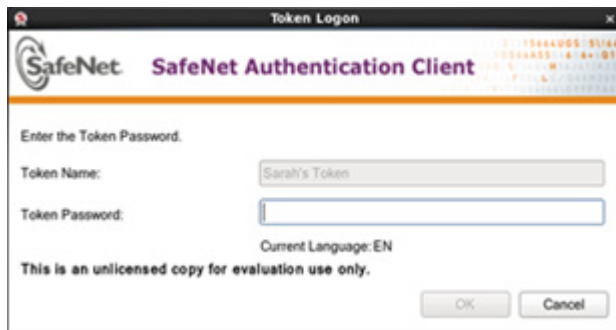 Token Logon
SafeNet.
SafeNet Authentication Client
Enter the Token Password.
Token Name:
Sarah's Token
Token Password:
Current Language: EN
This is an unlicensed copy for evaluation use only.
OK
Cancel